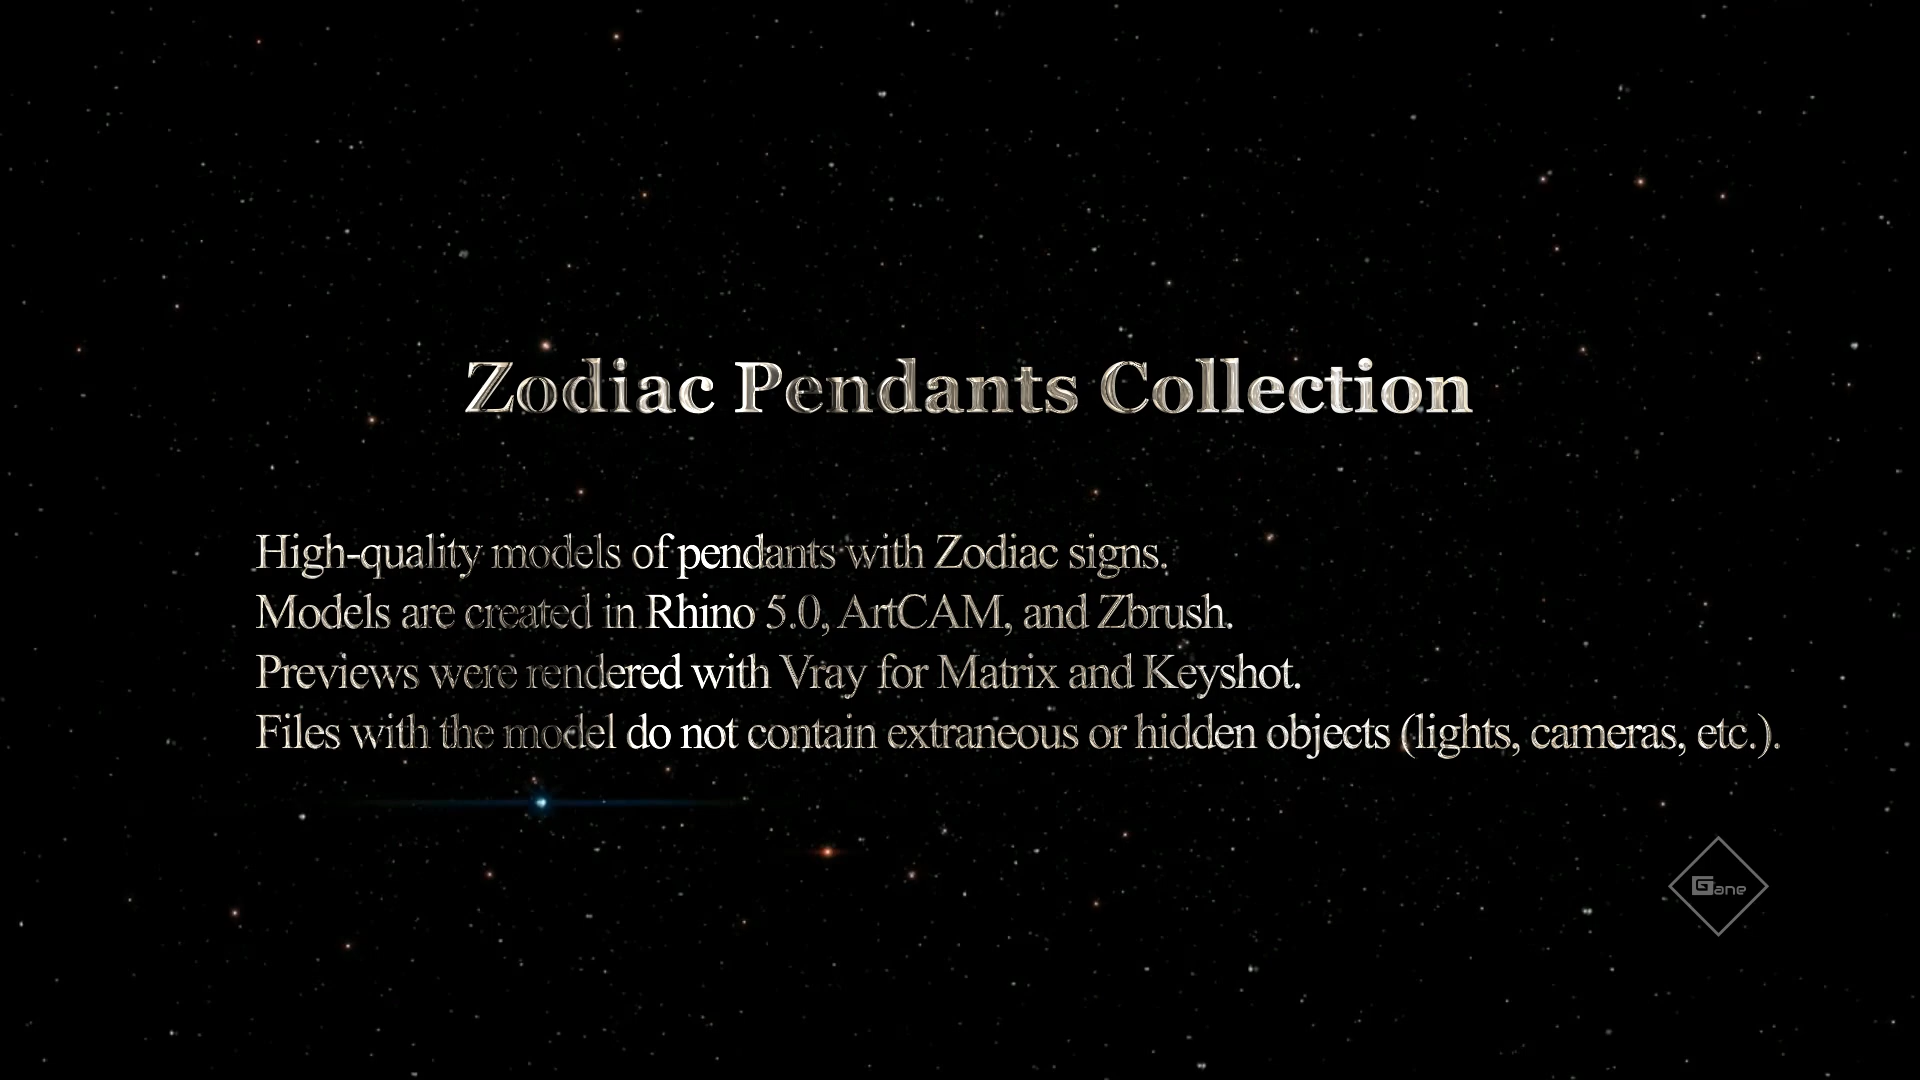 Zodiac Pendants Collection
High-quality models of pendants with Zodiac signs.
Models are created in Rhino 5.0, ArtCAM, and Zbrush.
Previews were rendered with Vray for Matrix and Keyshot.
Files with the model do not contain extraneous or hidden objects (lights, cameras, etc.).
Gane